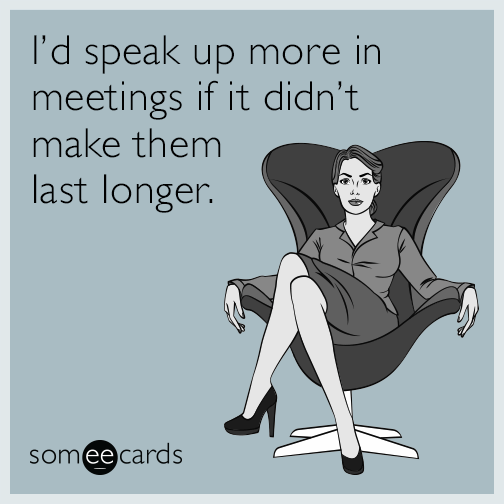 I’d speak up more in
meetings if it didn’t
make them
last longer.
someecards